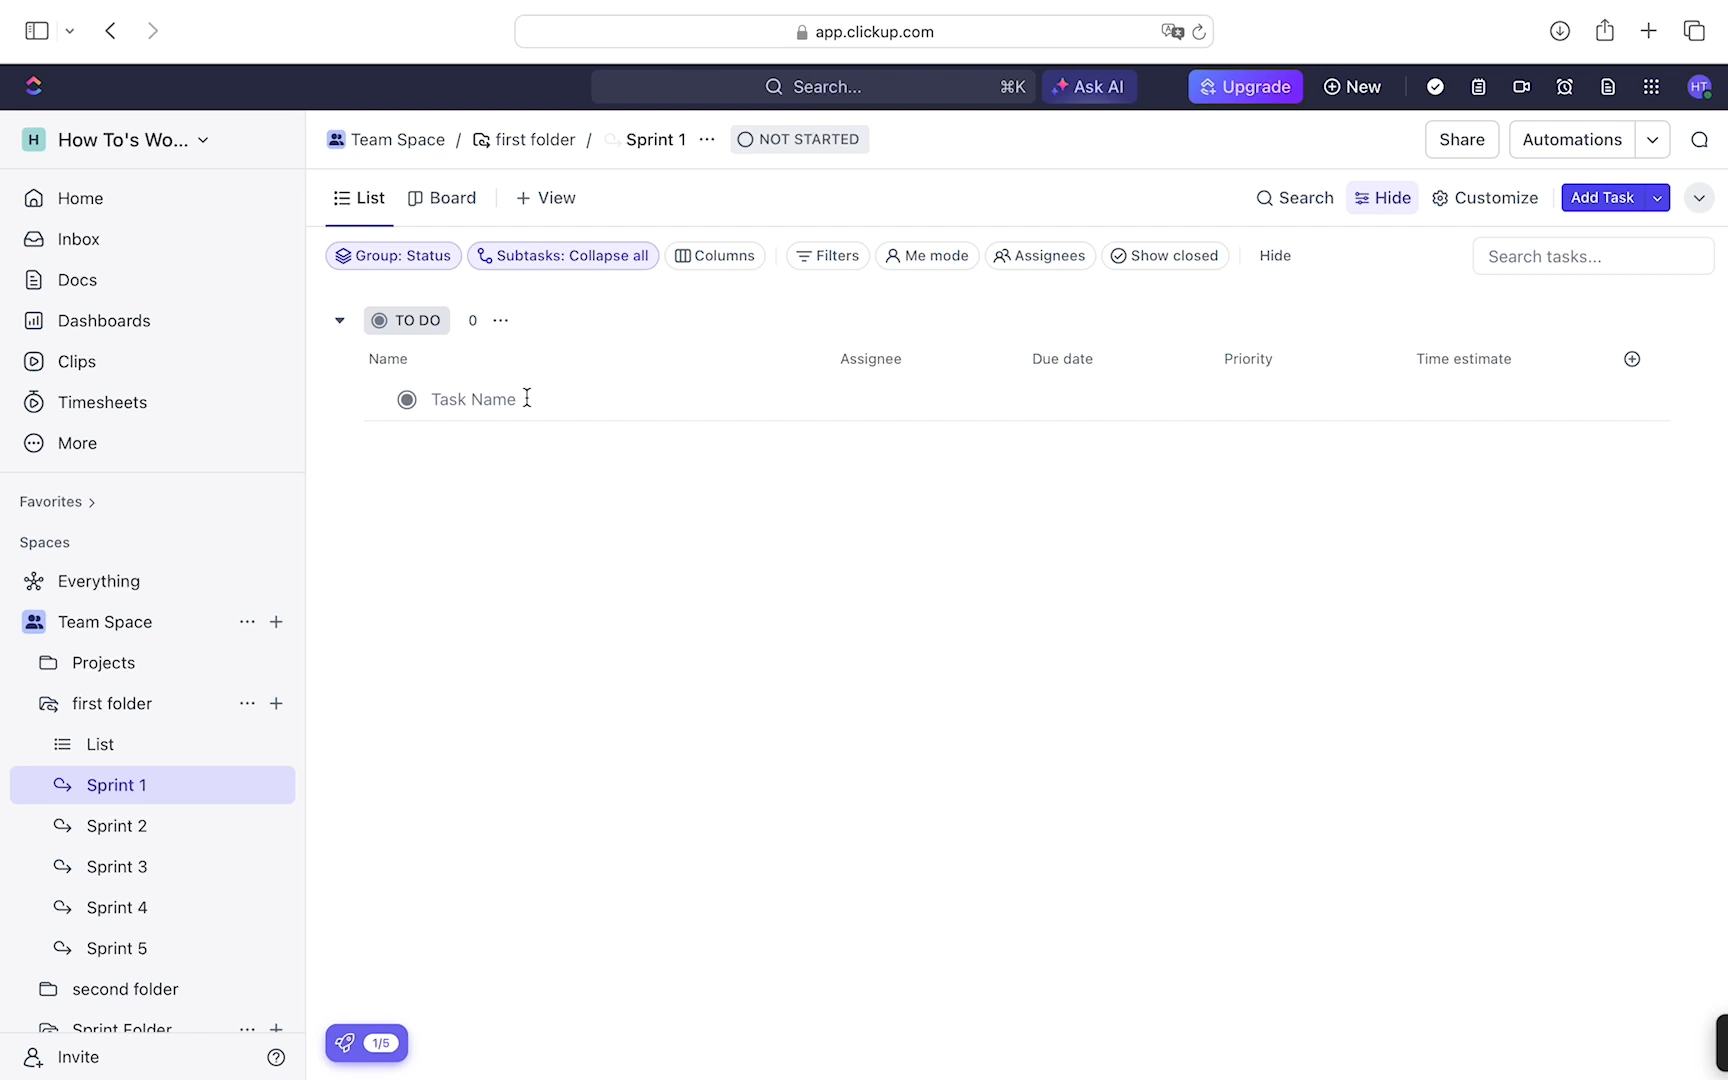 app.clickup.com
Search... ⌘K Ask AI Upgrade New HT
H How To's Wo... Team Space / first folder / Sprint 1 ... NOT STARTED Share Automations
List Board + View Search Hide Customize Add Task
Group: Status Subtasks: Collapse all Columns Filters Me mode Assignees Show closed Hide Search tasks...
TO DO 0 ...
Name Assignee Due date Priority Time estimate
Task Name
Home
Inbox
Docs
Dashboards
Clips
Timesheets
More
Favorites
Spaces
Everything
Team Space ... +
Projects
first folder ... +
List
Sprint 1
Sprint 2
Sprint 3
Sprint 4
Sprint 5
second folder
Sprint Folder ... +
Invite
1/5